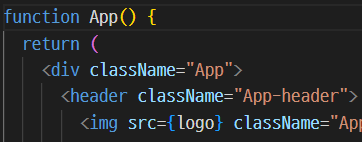 function App() {
return (
<div className="App">
<header className="App-header">
<img src={logo} className="App